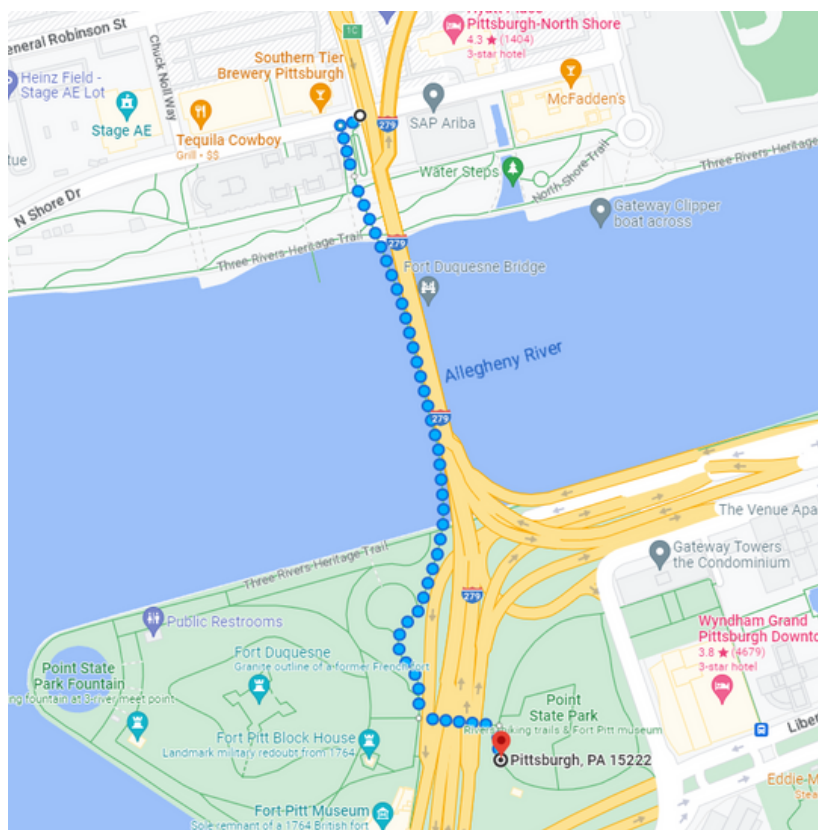 Pittsburgh-North Shore
4.3 ★ (1404)
3-star hotel
1C
General Robinson St
Chuck Noll Way
Southern Tier
Brewery Pittsburgh
Heinz Field -
Stage AE Lot
Stage AE
McFadden's
279
SAP Ariba
Tequila Cowboy
Grill • $$
N Shore Dr
Water Steps
Three Rivers Heritage
North Shore Trail
Gateway Clipper
boat across
Three Rivers Heritage Trail
279
Fort Duquesne Bridge
Allegheny River
279
The Venue Apa
Three Rivers Heritage Trail
Gateway Towers
the Condominium
279
Public Restrooms
Wyndham Grand
Pittsburgh Downto
3.8 ★ (4679)
3-star hotel
Fort Duquesne
Granite outline of a former French fort
Point State
Park Fountain
ing fountain at 3-river meet point
Point
State Park
Rivers, hiking trails & Fort Pitt museum
Fort Pitt Block House
Landmark military redoubt from 1764
Pittsburgh, PA 15222
Liber
Eddie M
Stea
Fort Pitt Museum
Sole remnant of a 1764 British fort